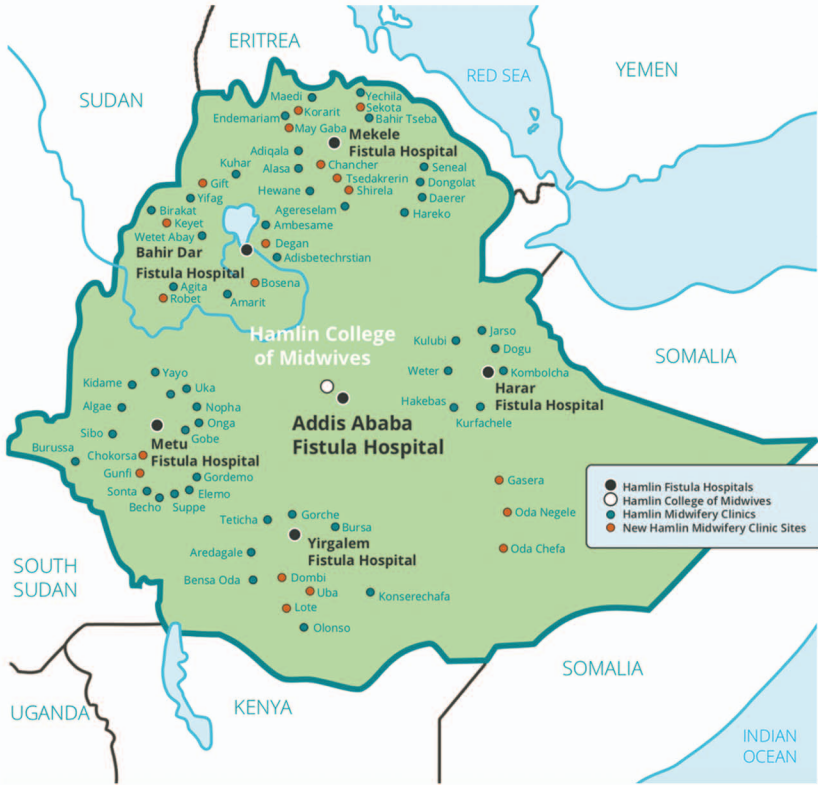 ERITREA
RED SEA
YEMEN
SUDAN
Maedi
Yechila
Korarit
Sekota
Endemariam
Bahir Tseba
May Gaba
Mekele
Fistula Hospital
Adiqala
Kuhar
Alasa
Chancher
Seneal
Tsedakrerin
Gift
Dongolat
Hewane
Shirela
Yifag
Daerer
Birakat
Agereselam
Hareko
Keyet
Ambesame
Wetet Abay
Degan
Bahir Dar
Fistula Hospital
Adisbetechrstian
Agita
Bosena
Robet
Amarit
Hamlin College
of Midwives
Jarso
Kulubi
Dogu
SOMALIA
Weter
Kombolcha
Harar
Fistula Hospital
Hakebas
Kurfachele
Yayo
Kidame
Uka
Algae
Nopha
Onga
Sibo
Gobe
Metu
Fistula Hospital
Burussa
Chokorsa
Gunfi
Gordemo
Sonta
Elemo
Becho
Suppe
Addis Ababa
Fistula Hospital
Gasera
Oda Negele
Oda Chefa
Hamlin Fistula Hospitals
Hamlin College of Midwives
Hamlin Midwifery Clinics
New Hamlin Midwifery Clinic Sites
Teticha
Gorche
Bursa
Yirgalem
Fistula Hospital
Aredagale
Bensa Oda
Dombi
Uba
Konserechafa
Lote
Olonso
SOUTH
SUDAN
SOMALIA
UGANDA
KENYA
INDIAN
OCEAN